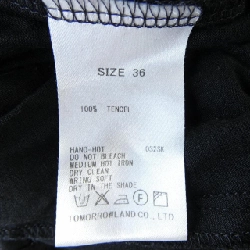 SIZE 36
100% TENCEL
HAND-HOT
DO NOT BLEACH
MEDIUM HOT IRON
DRY CLEAN
WRING SOFT
DRY IN THE SHADE
TOMORROWLAND CO.,LTD